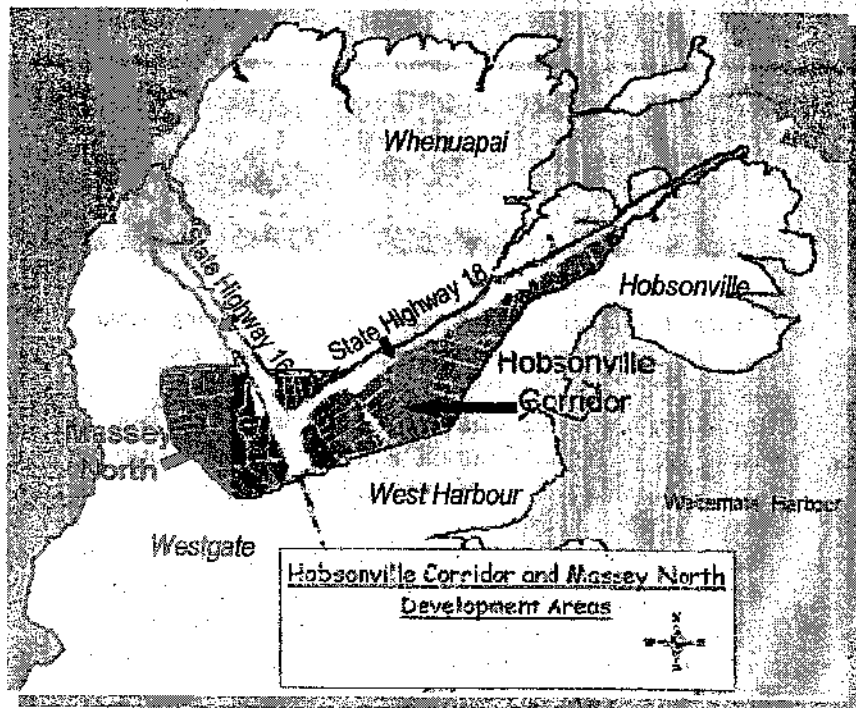 Whenuapai
State Highway 16
State Highway 18
Hobsonville
Hobsonville
Corridor
Massey
North
West Harbour
Harbour
Westgate
Hobsonville Corridor and Massey North
Development Areas